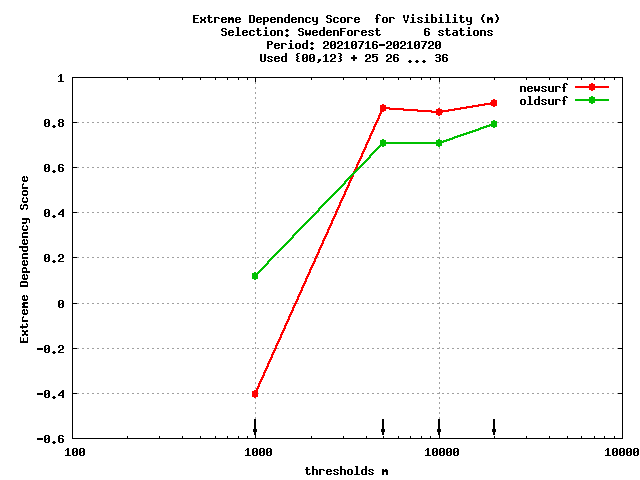 Extreme Dependency Score  for Visibility (m)
Selection: SwedenForest      6 stations
Period: 20210716-20210720
Used {00,12} + 25 26 ... 36
newsurf
oldsurf
Extreme Dependency Score
1
0.8
0.6
0.4
0.2
0
-0.2
-0.4
-0.6
100 1000 10000 10000
thresholds m